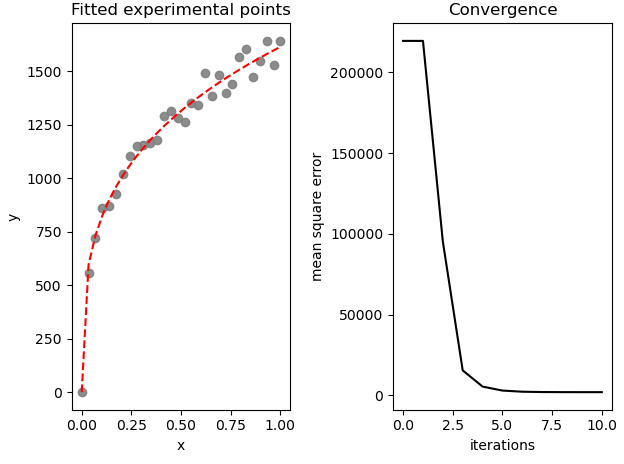 Fitted experimental points
1500
1250
1000
750
500
250
0
y
0.00 0.25 0.50 0.75 1.00
x
Convergence
200000
150000
100000
50000
0
mean square error
0.0 2.5 5.0 7.5 10.0
iterations